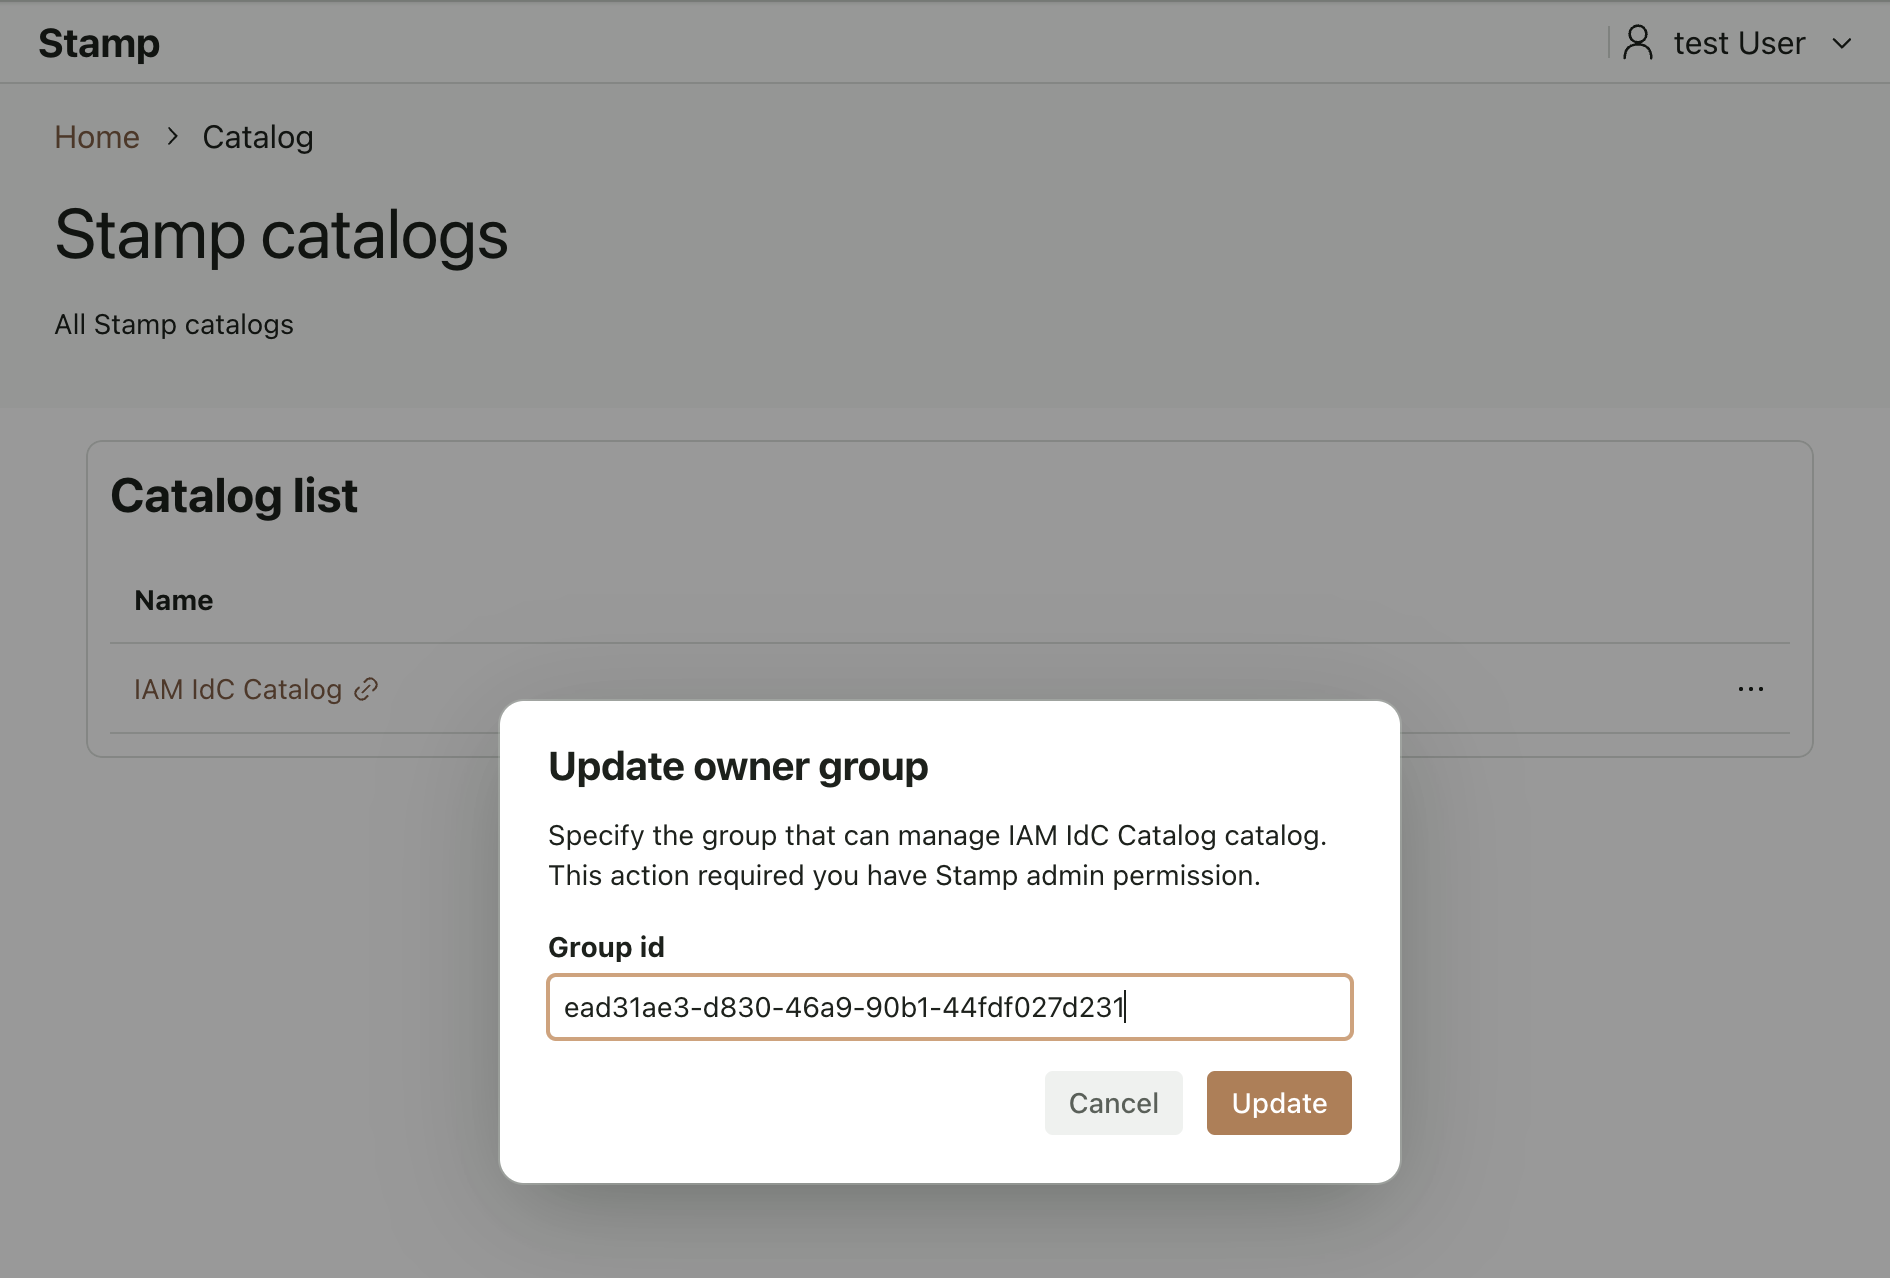 Stamp
test User
Home > Catalog
Stamp catalogs
All Stamp catalogs
Catalog list
Name
IAM IdC Catalog
...
Update owner group
Specify the group that can manage IAM IdC Catalog catalog.
This action required you have Stamp admin permission.
Group id
ead31ae3-d830-46a9-90b1-44fdf027d231
Cancel
Update